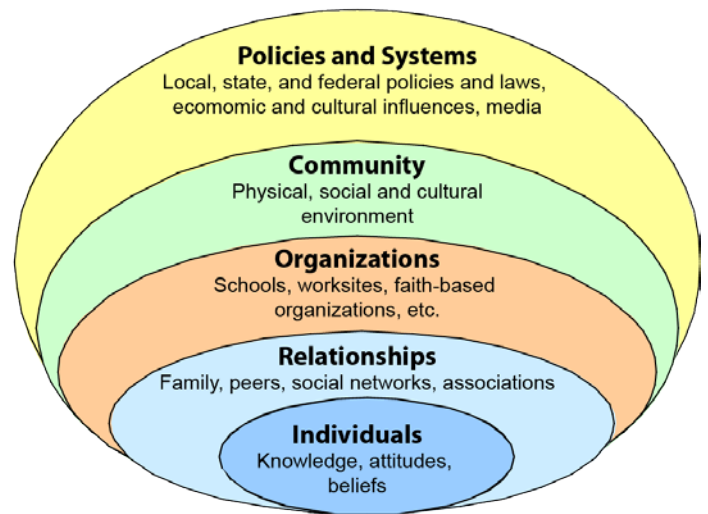 Policies and Systems
Local, state, and federal policies and laws,
ecomomic and cultural influences, media
Community
Physical, social and cultural
environment
Organizations
Schools, worksites, faith-based
organizations, etc.
Relationships
Family, peers, social networks, associations
Individuals
Knowledge, attitudes,
beliefs